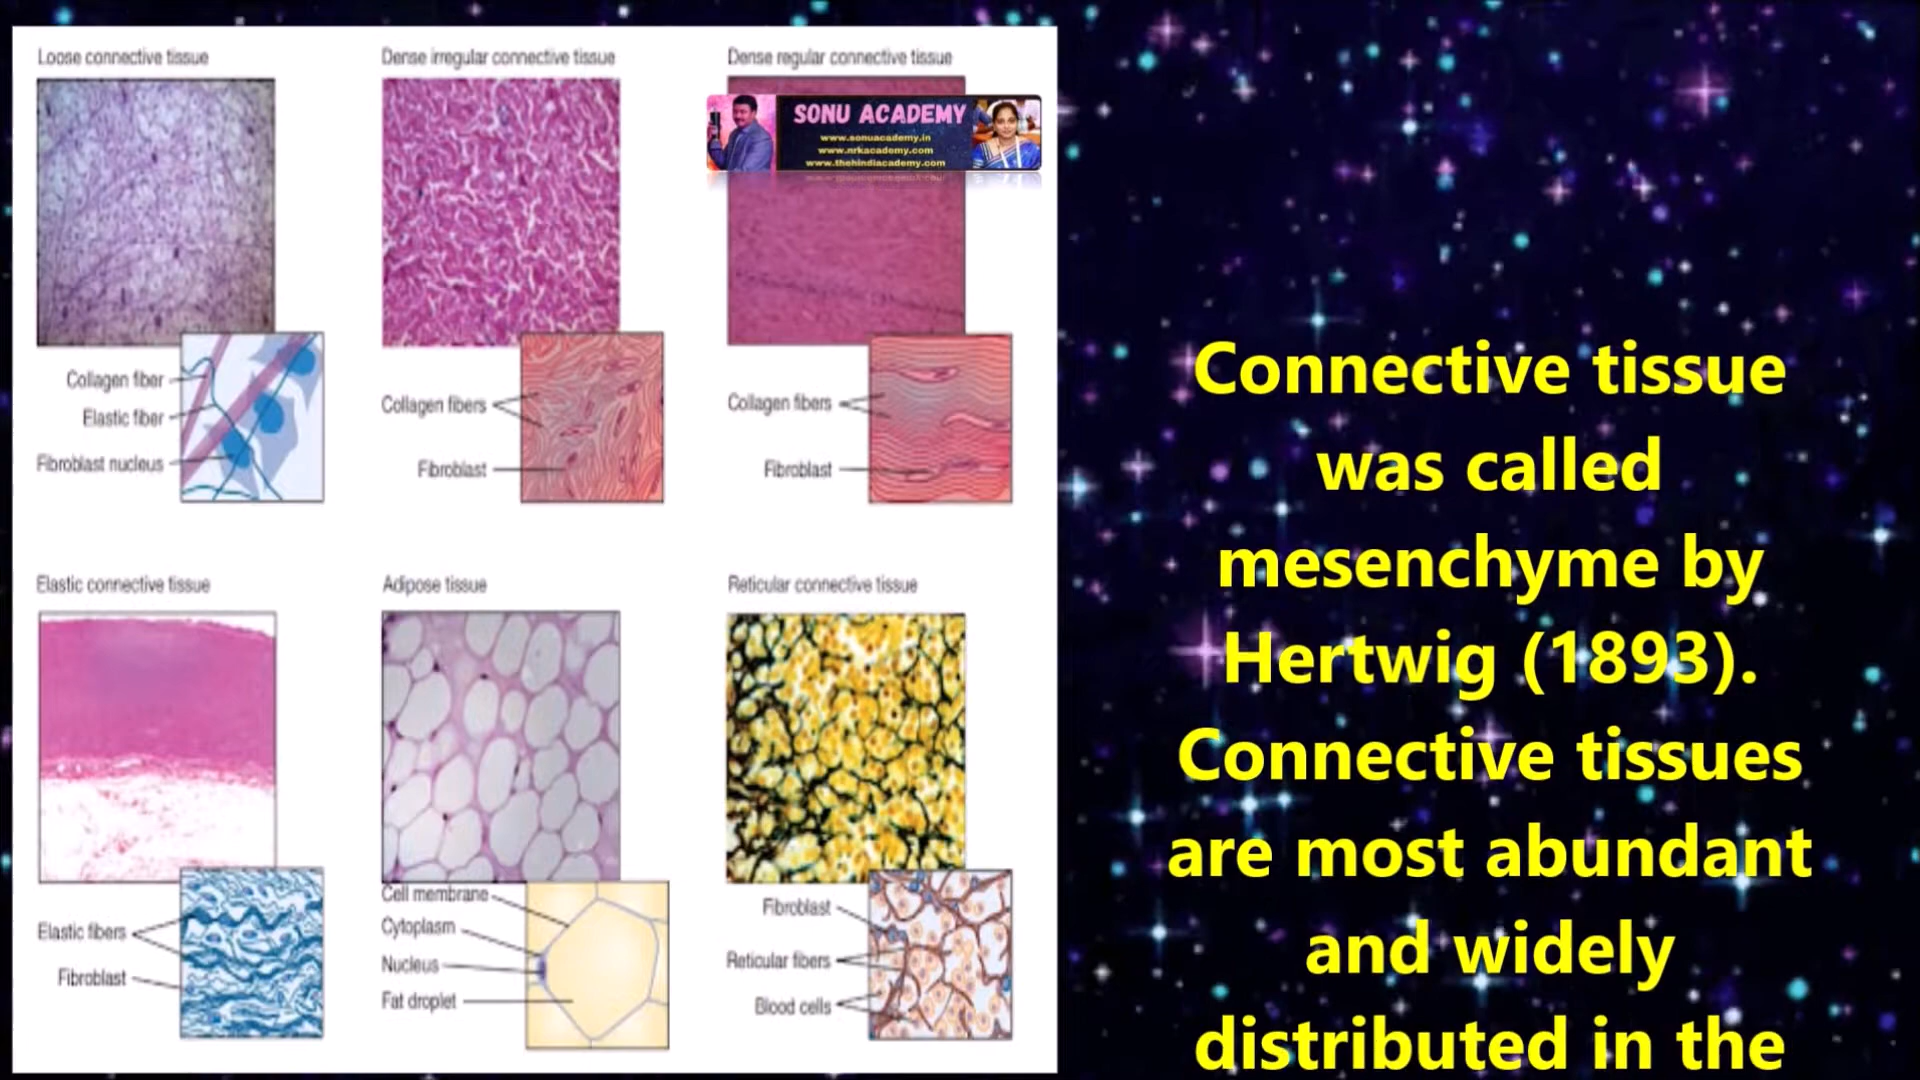 Loose connective tissue
Collagen fiber
Elastic fiber
Fibroblast nucleus
Dense irregular connective tissue
Collagen fibers
Fibroblast
Dense regular connective tissue
SONU ACADEMY
www.sonuacademy.in
www.nrkacademy.com
www.thehindiacademy.com
Collagen fibers
Fibroblast
Elastic connective tissue
Elastic fibers
Fibroblast
Adipose tissue
Cell membrane
Cytoplasm
Nucleus
Fat droplet
Reticular connective tissue
Fibroblast
Reticular fibers
Blood cells
Connective tissue
was called
mesenchyme by
Hertwig (1893).
Connective tissues
are most abundant
and widely
distributed in the